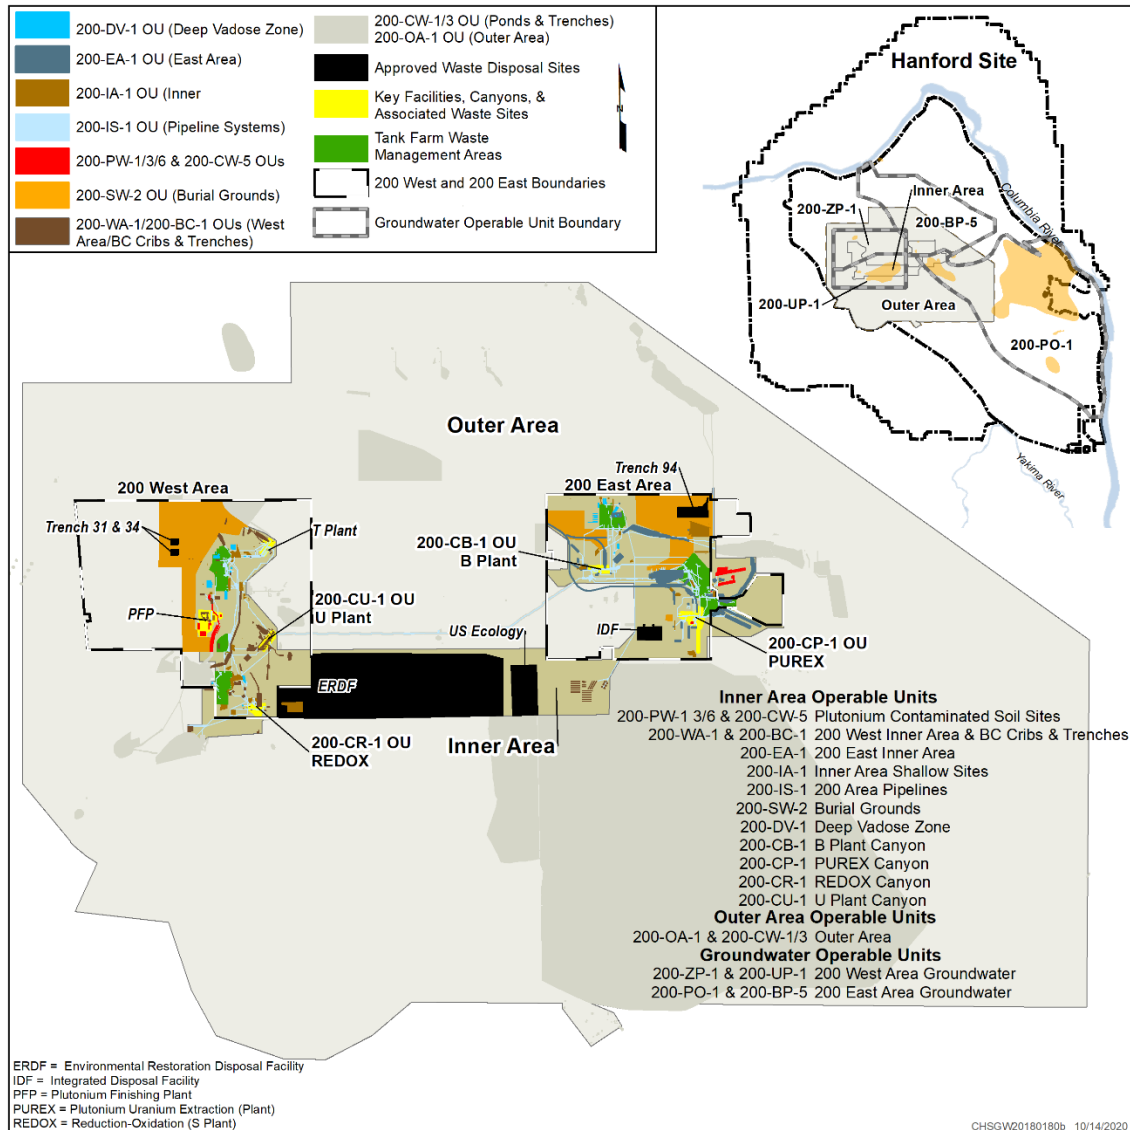 200-DV-1 OU (Deep Vadose Zone)
200-EA-1 OU (East Area)
200-IA-1 OU (Inner
200-IS-1 OU (Pipeline Systems)
200-PW-1/3/6 & 200-CW-5 OUs
200-SW-2 OU (Burial Grounds)
200-WA-1/200-BC-1 OUs (West
Area/BC Cribs & Trenches)
200-CW-1/3 OU (Ponds & Trenches)
200-OA-1 OU (Outer Area)
Approved Waste Disposal Sites
Key Facilities, Canyons, &
Associated Waste Sites
Tank Farm Waste
Management Areas
200 West and 200 East Boundaries
Groundwater Operable Unit Boundary
N
Hanford Site
Inner Area
200-ZP-1
200-BP-5
Columbia River
200-UP-1
Outer Area
200-PO-1
Yakima River
Outer Area
200 West Area
Trench 31 & 34
T Plant
PFP
200-CU-1 OU
U Plant
ERDF
200-CR-1 OU
REDOX
Trench 94
200 East Area
200-CB-1 OU
B Plant
US Ecology
IDF
200-CP-1 OU
PUREX
Inner Area
Inner Area Operable Units
200-PW-1 3/6 & 200-CW-5 Plutonium Contaminated Soil Sites
200-WA-1 & 200-BC-1 200 West Inner Area & BC Cribs & Trenches
200-EA-1 200 East Inner Area
200-IA-1 Inner Area Shallow Sites
200-IS-1 200 Area Pipelines
200-SW-2 Burial Grounds
200-DV-1 Deep Vadose Zone
200-CB-1 B Plant Canyon
200-CP-1 PUREX Canyon
200-CR-1 REDOX Canyon
200-CU-1 U Plant Canyon
Outer Area Operable Units
200-OA-1 & 200-CW-1/3 Outer Area
Groundwater Operable Units
200-ZP-1 & 200-UP-1 200 West Area Groundwater
200-PO-1 & 200-BP-5 200 East Area Groundwater
ERDF = Environmental Restoration Disposal Facility
IDF = Integrated Disposal Facility
PFP = Plutonium Finishing Plant
PUREX = Plutonium Uranium Extraction (Plant)
REDOX = Reduction-Oxidation (S Plant)
CHSGW20180180b 10/14/2020